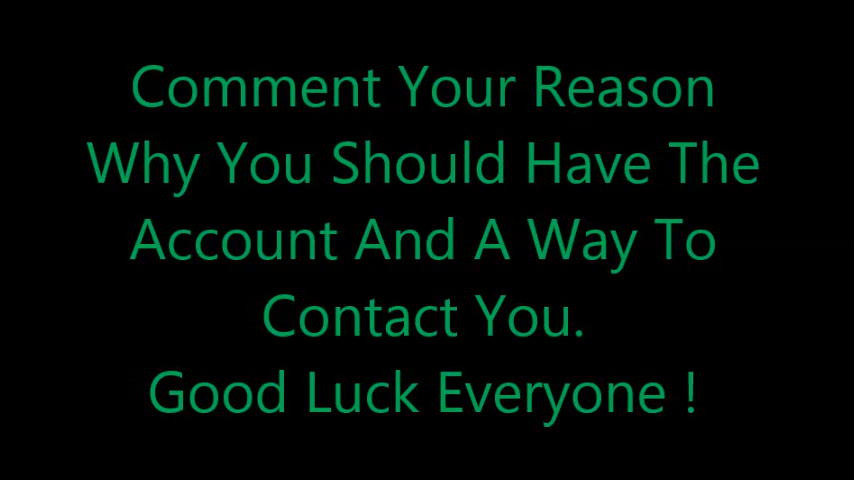 Comment Your Reason
Why You Should Have The
Account And A Way To
Contact You.
Good Luck Everyone !